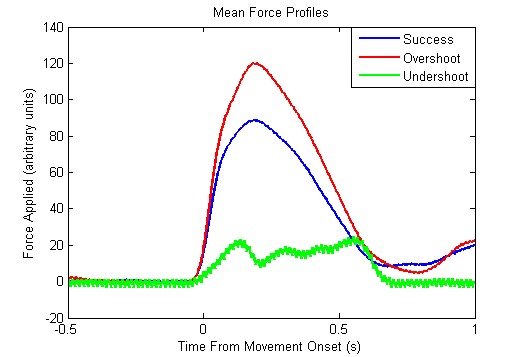 Mean Force Profiles
140
120
100
80
60
40
20
0
-20
Force Applied (arbitrary units)
Success
Overshoot
Undershoot
-0.5
0
0.5
1
Time From Movement Onset (s)